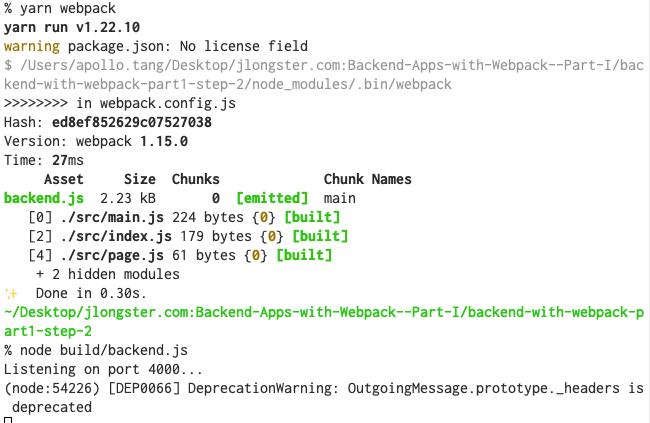 % yarn webpack
yarn run v1.22.10
warning package.json: No license field
$ /Users/apollo.tang/Desktop/jlongster.com:Backend-Apps-with-Webpack--Part-I/bac
kend-with-webpack-part1-step-2/node_modules/.bin/webpack
>>>>>>>> in webpack.config.js
Hash: ed8ef852629c07527038
Version: webpack 1.15.0
Time: 27ms
Asset Size Chunks Chunk Names
backend.js 2.23 kB 0 [emitted] main
[0] ./src/main.js 224 bytes {0} [built]
[2] ./src/index.js 179 bytes {0} [built]
[4] ./src/page.js 61 bytes {0} [built]
+ 2 hidden modules
✨ Done in 0.30s.
~/Desktop/jlongster.com:Backend-Apps-with-Webpack--Part-I/backend-with-webpack-p
art1-step-2
% node build/backend.js
Listening on port 4000...
(node:54226) [DEP0066] DeprecationWarning: OutgoingMessage.prototype._headers is
deprecated